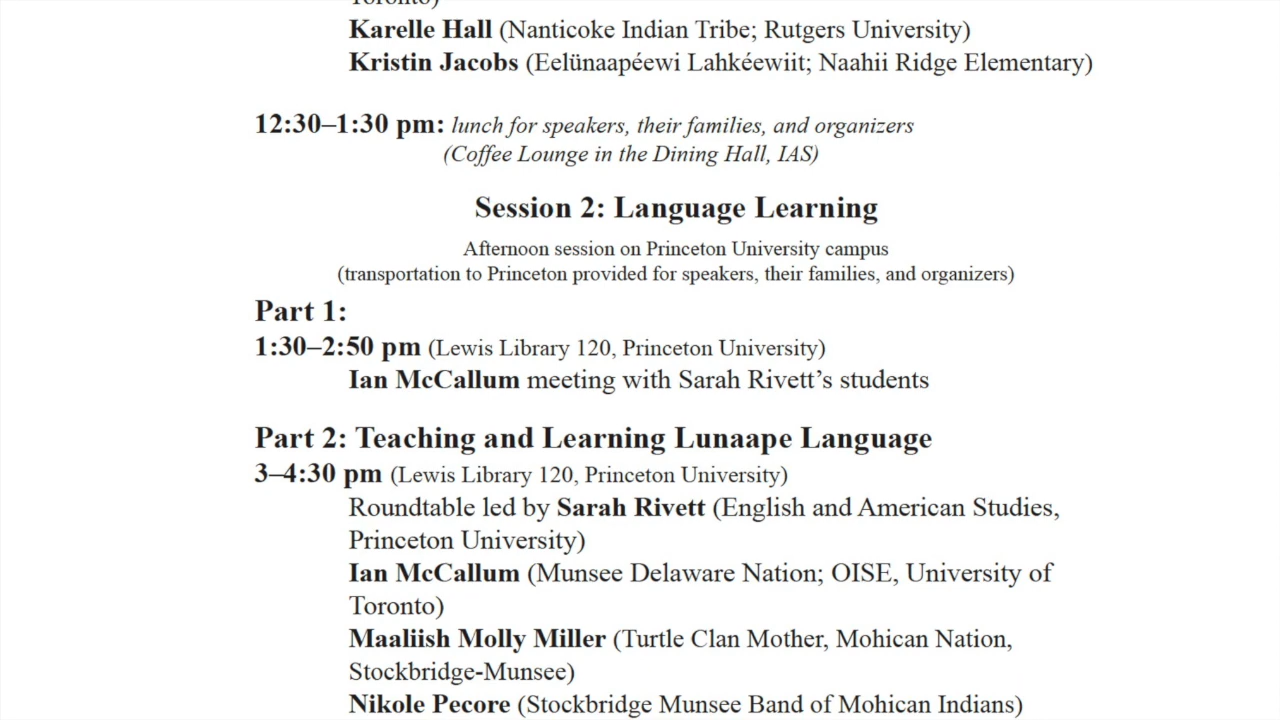 Toronto)
Karelle Hall (Nanticoke Indian Tribe; Rutgers University)
Kristin Jacobs (Eelünaapéewi Lahkéewiit; Naahii Ridge Elementary)
12:30–1:30 pm: lunch for speakers, their families, and organizers
(Coffee Lounge in the Dining Hall, IAS)
Session 2: Language Learning
Afternoon session on Princeton University campus
(transportation to Princeton provided for speakers, their families, and organizers)
Part 1:
1:30–2:50 pm (Lewis Library 120, Princeton University)
Ian McCallum meeting with Sarah Rivett’s students
Part 2: Teaching and Learning Lunaape Language
3–4:30 pm (Lewis Library 120, Princeton University)
Roundtable led by Sarah Rivett (English and American Studies,
Princeton University)
Ian McCallum (Munsee Delaware Nation; OISE, University of
Toronto)
Maaliish Molly Miller (Turtle Clan Mother, Mohican Nation,
Stockbridge-Munsee)
Nikole Pecore (Stockbridge Munsee Band of Mohican Indians)